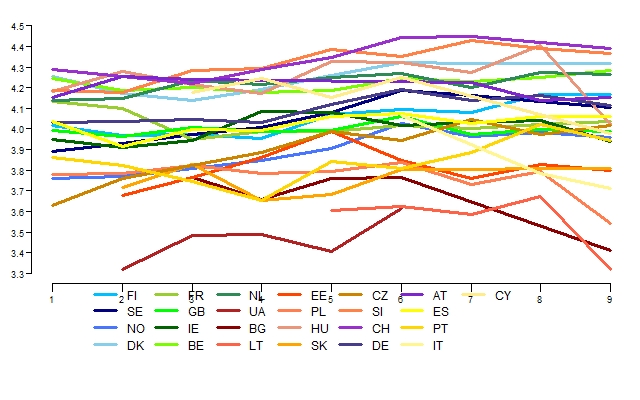 4.5
4.4
4.3
4.2
4.1
4.0
3.9
3.8
3.7
3.6
3.5
3.4
3.3
1 2 3 4 5 6 7 8 9
FI FR NL EE CZ AT CY
SE GB UA PL SI ES
NO IE BG HU CH PT
DK BE LT SK DE IT